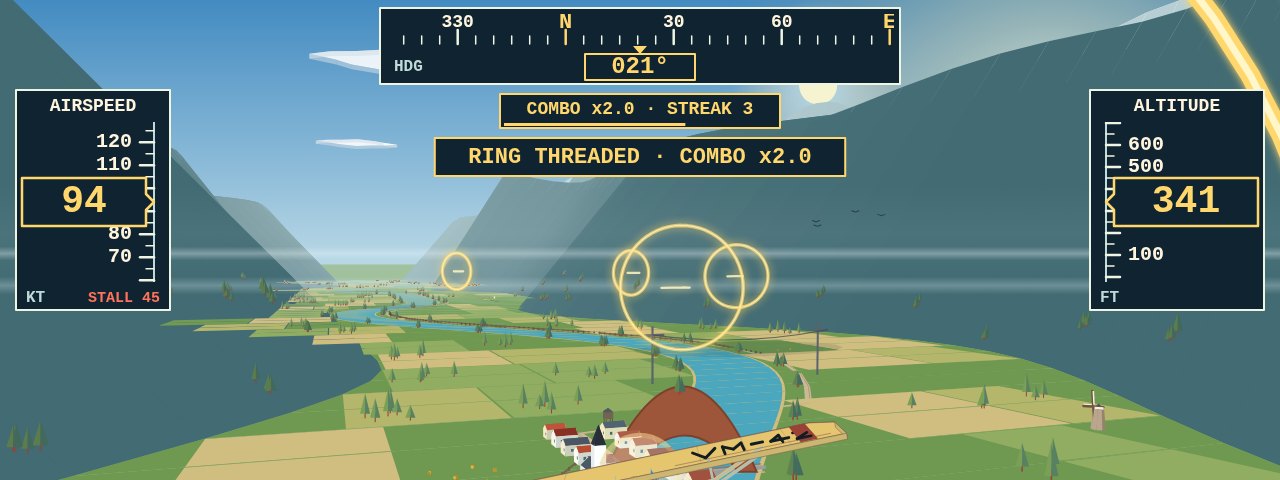 330 N 30 60 E
HDG 021°
COMBO x2.0 · STREAK 3
RING THREADED · COMBO x2.0
AIRSPEED
120
110
94
80
70
KT STALL 45
ALTITUDE
600
500
341
100
FT